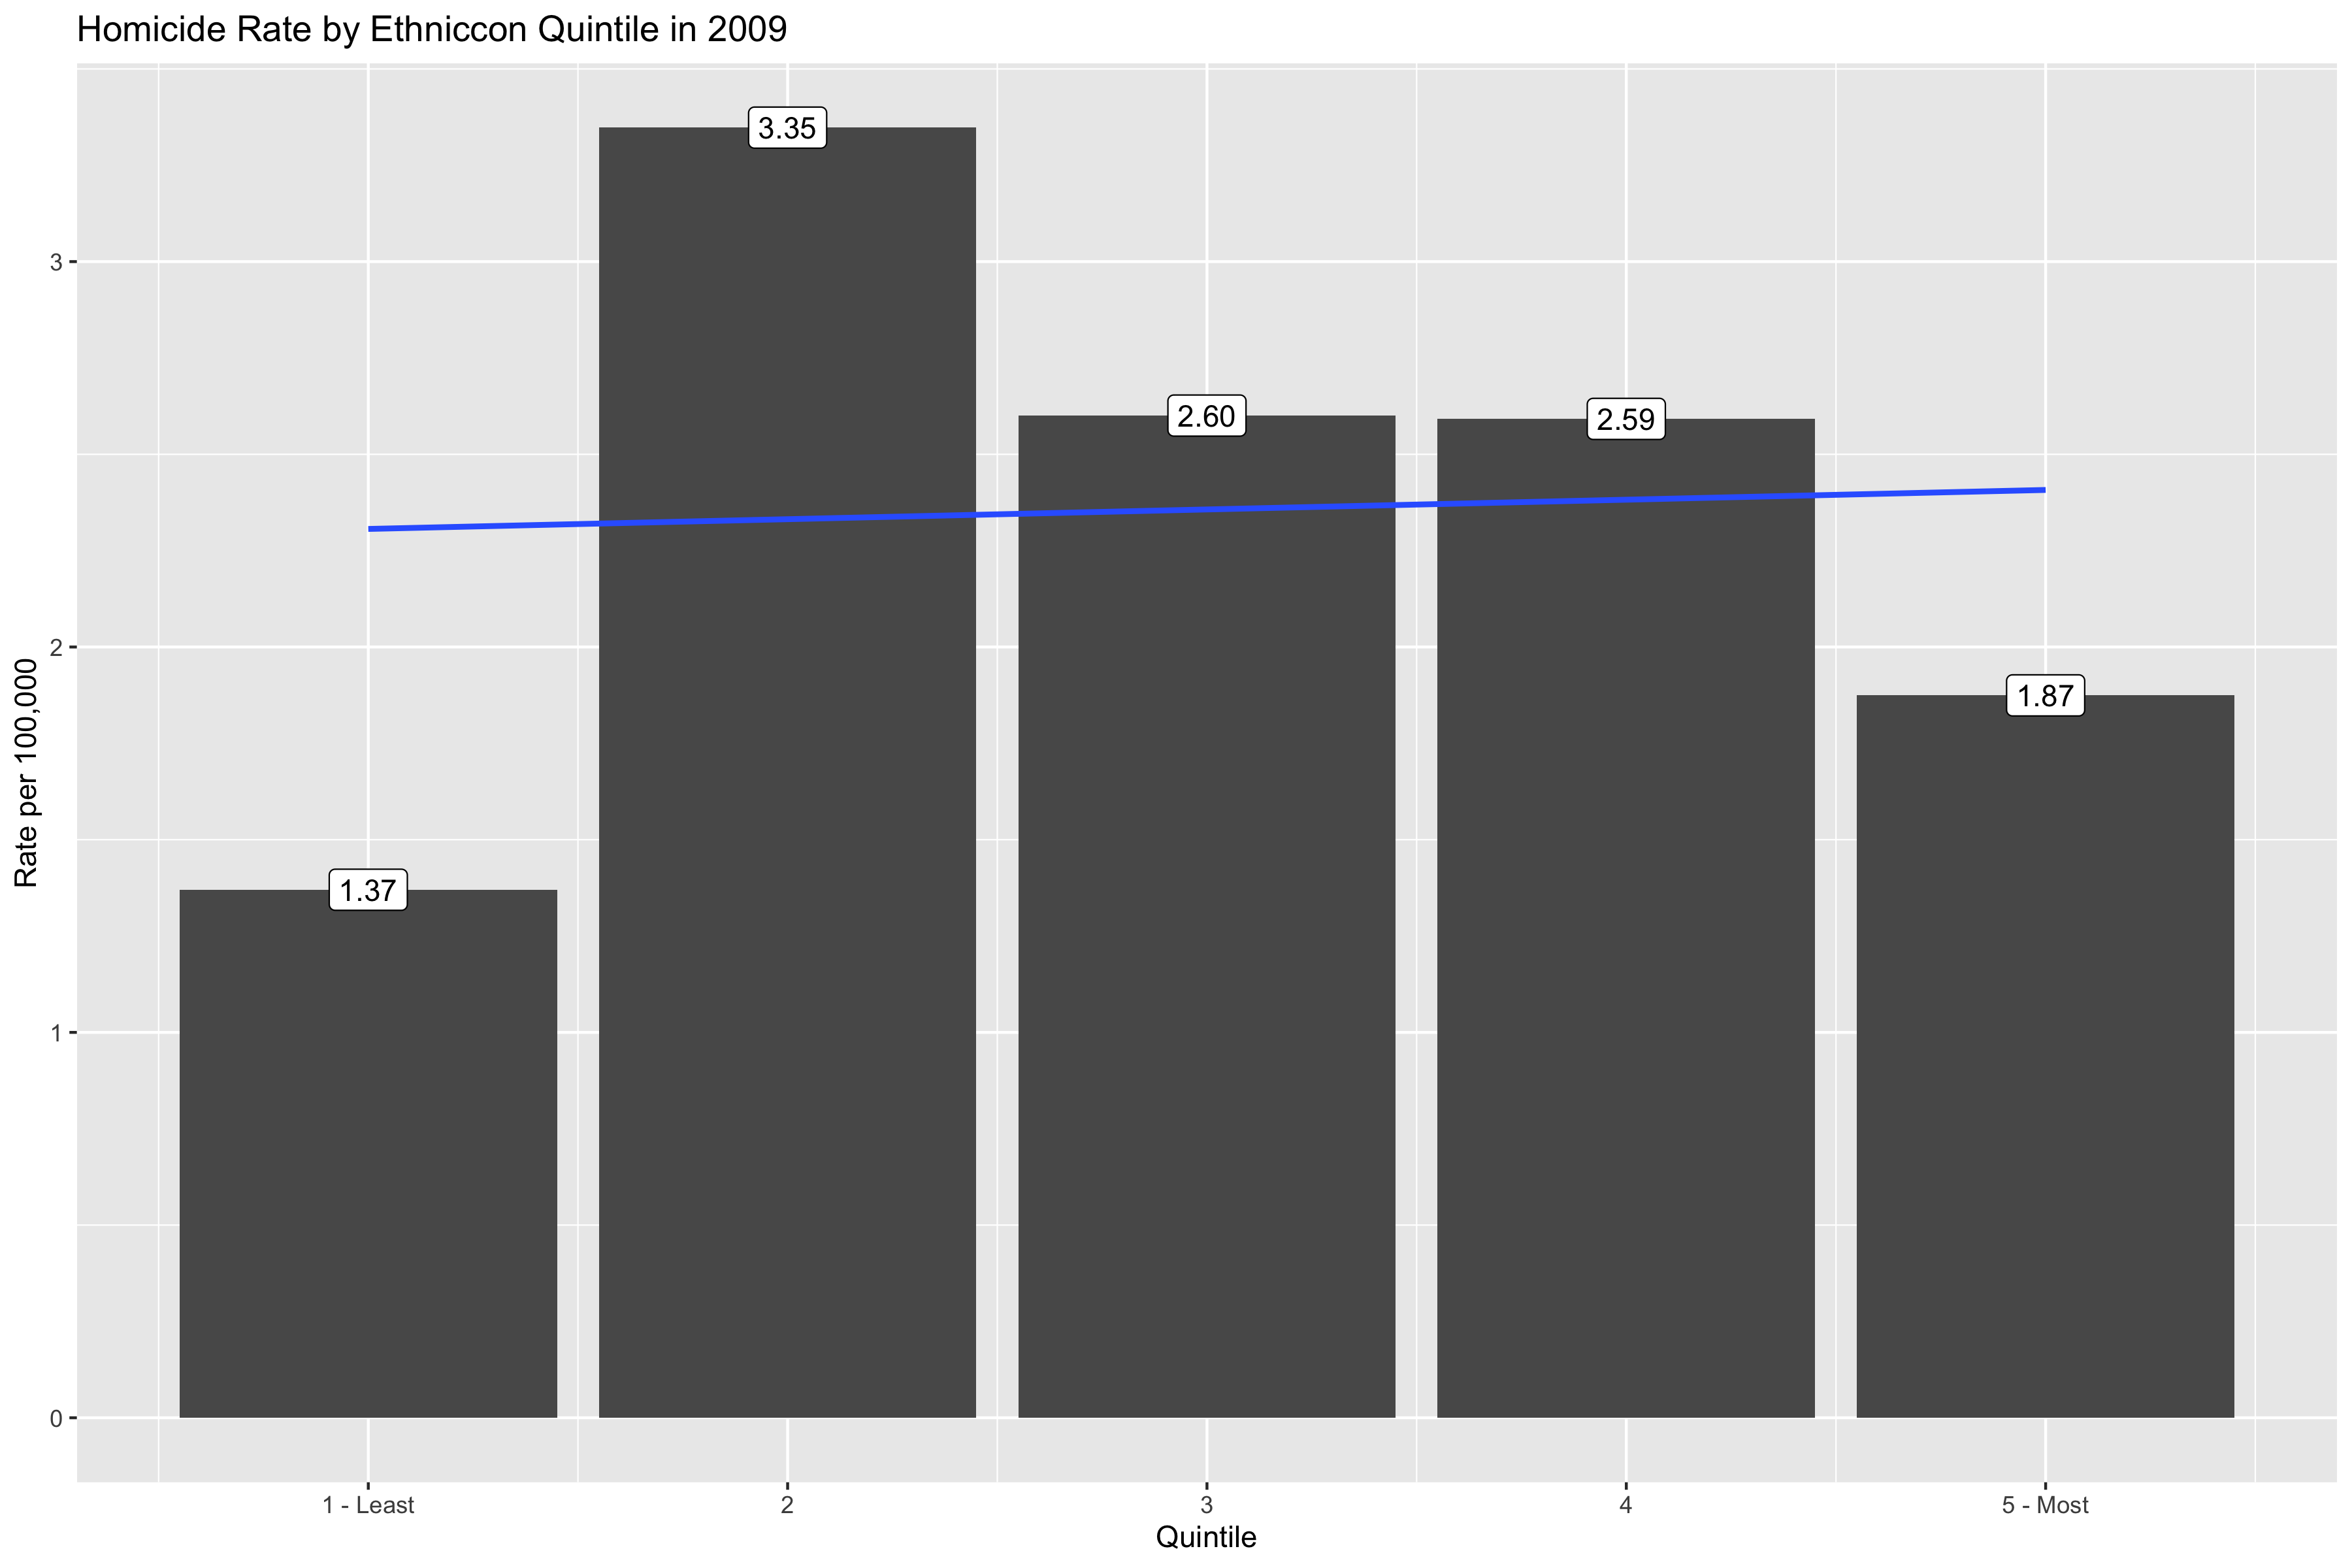 Homicide Rate by Ethniccon Quintile in 2009
Rate per 100,000
3
2
1
0
1.37
3.35
2.60
2.59
1.87
1 - Least
2
3
4
5 - Most
Quintile